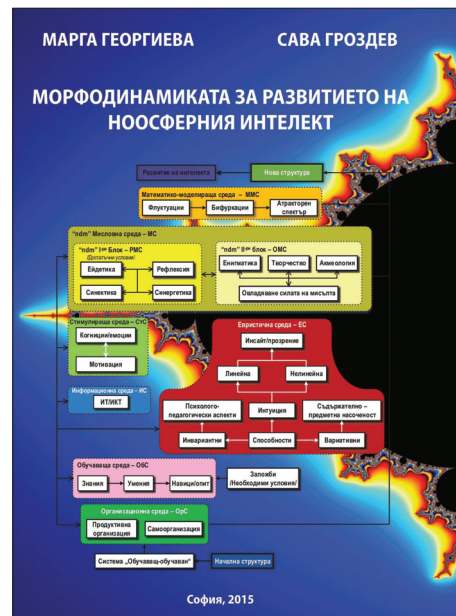 МАРГА ГЕОРГИЕВА
САВА ГРОЗДЕВ
МОРФОДИНАМИКАТА ЗА РАЗВИТИЕТО НА
НООСФЕРНИЯ ИНТЕЛЕКТ
Развитие на интелекта
Нова структура
Математико-моделираща среда – ММС
Флуктуации
Бифуркации
Атракторен
спектър
"ndm" Мисловна среда – МС
"ndm" I-ви Блок – РМС
/Достатъчни условия/
Ейдетика
Рефлексия
Синектика
Синергетика
"ndm" II-ри блок – ОМС
Енигматика
Творчество
Акмеология
Овладяване силата на мисълта
Стимулираща среда – СтС
Когниции/емоции
Мотивация
Евристична среда – ЕС
Инсайт/прозрение
Линейна
Нелинейна
Информационна среда – ИС
ИТ/ИКТ
Психолого-
педагогически аспекти
Интуиция
Съдържателно –
предметна насоченост
Инвариантни
Способности
Вариативни
Обучаваща среда – ОбС
Знания
Умения
Навици/опит
Заложби
/Необходими условия/
Организационна среда – ОрС
Продуктивна
организация
Самоорганизация
Система „Обучаващ-обучаван"
Начална структура
София, 2015